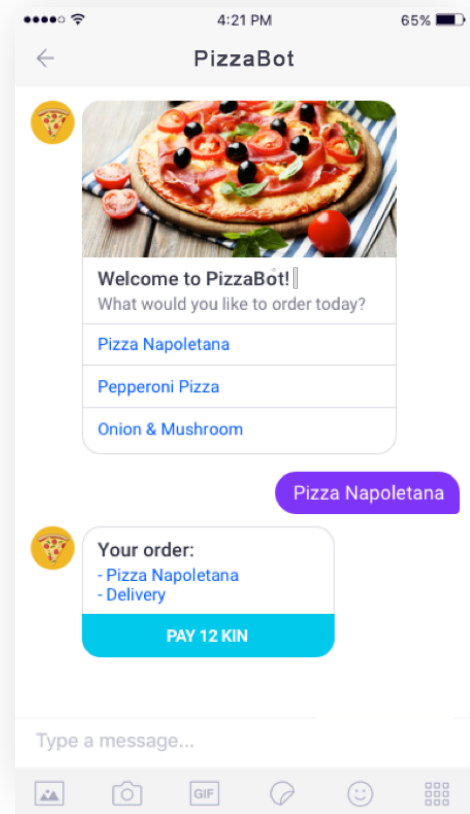 4:21 PM
65%
PizzaBot
Welcome to PizzaBot!
What would you like to order today?
Pizza Napoletana
Pepperoni Pizza
Onion & Mushroom
Pizza Napoletana
Your order:
- Pizza Napoletana
- Delivery
PAY 12 KIN
Type a message...
GIF